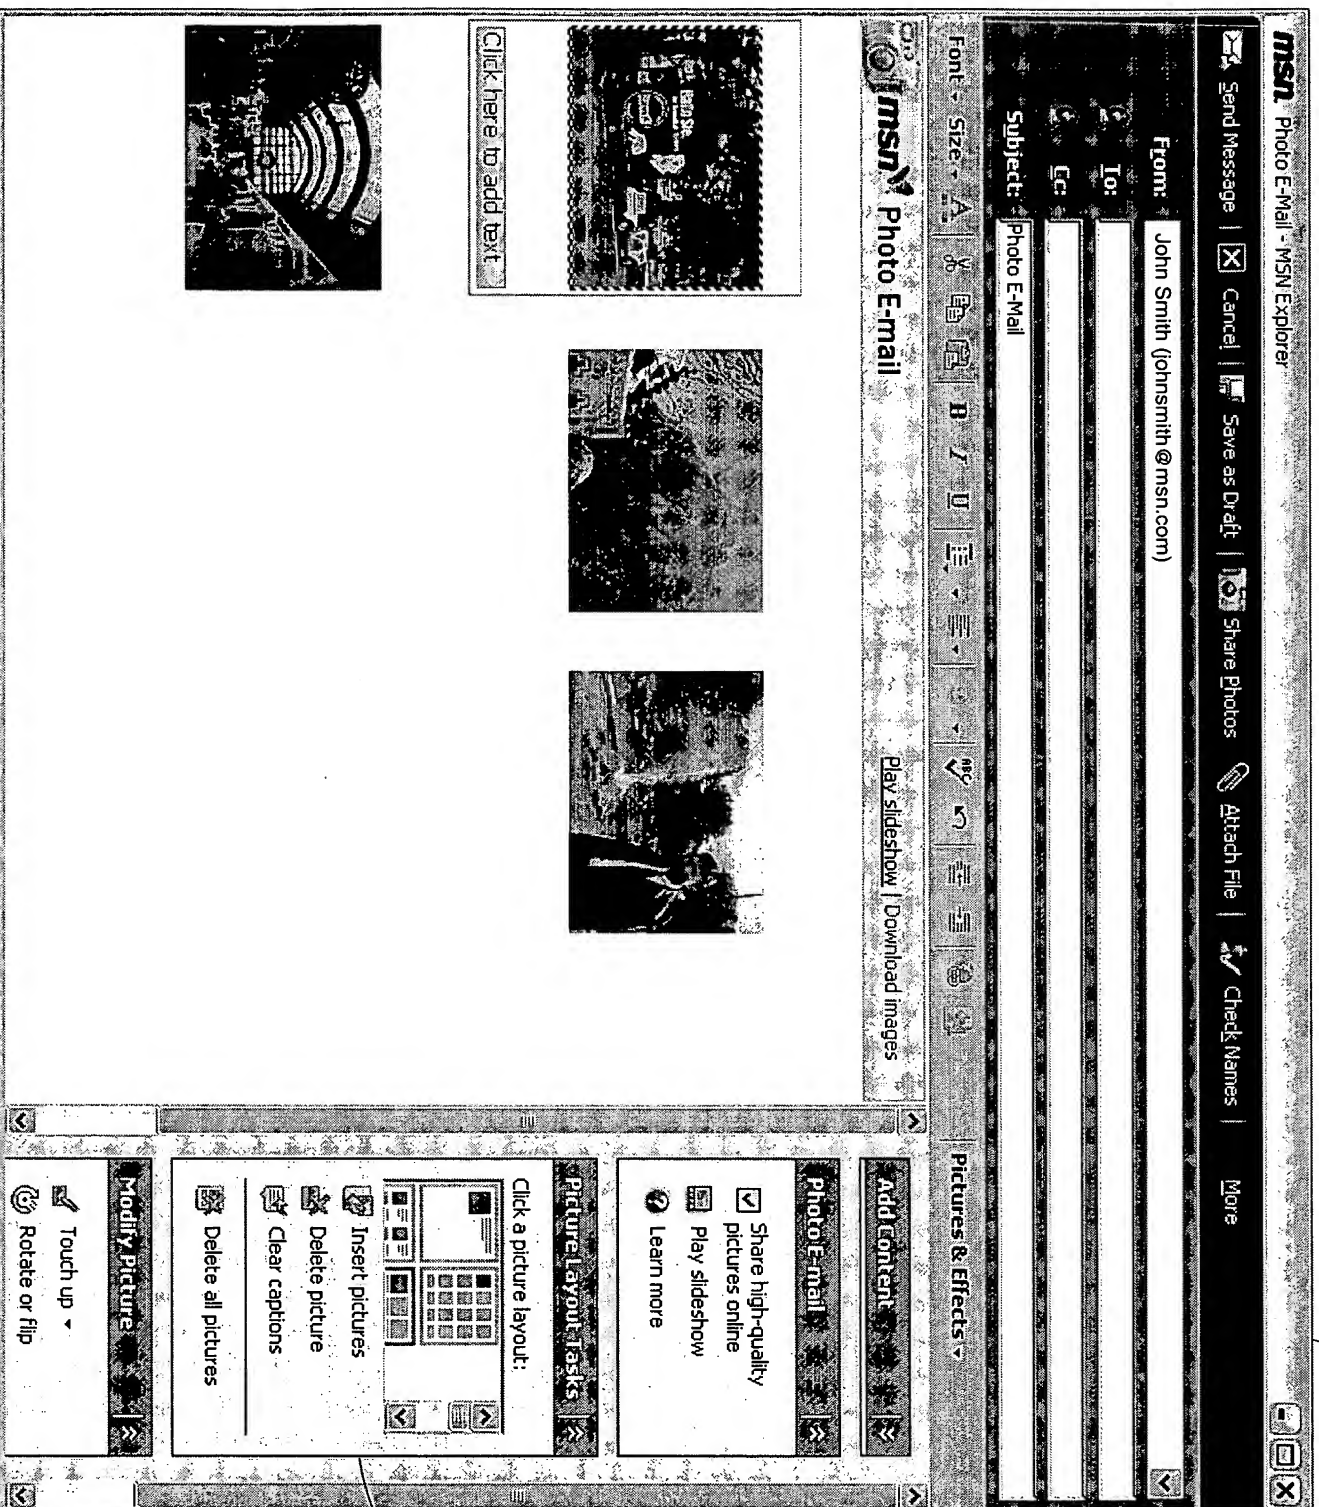 msn Photo E-Mail - MSN Explorer
Send Message | Cancel | Save as Draft | Share Photos Attach File | Check Names | More
From: John Smith (johnsmith@msn.com)
To:
Cc:
Subject: Photo E-Mail
Font Size A B I U ABC Pictures & Effects
msn Photo E-mail Play slideshow | Download images
Click here to add text
Add Content
Photo E-mail
Share high-quality
pictures online
Play slideshow
Learn more
Picture Layout Tasks
Click a picture layout:
Insert pictures
Delete picture
Clear captions
Delete all pictures
Modify Picture
Touch up
Rotate or flip